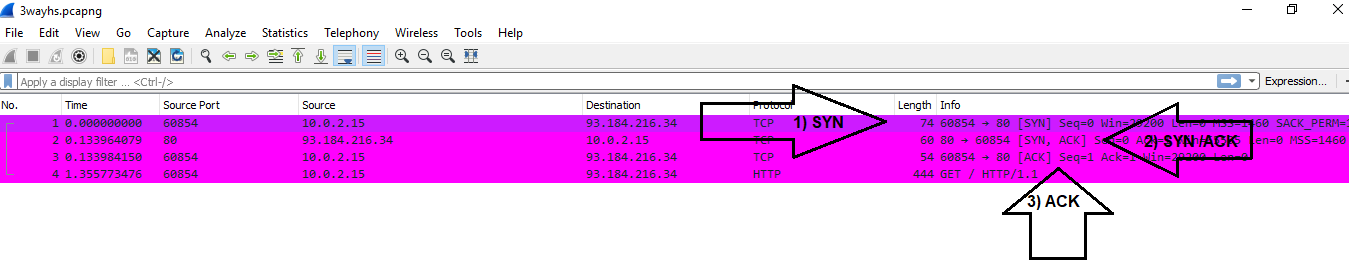 3wayhs.pcapng
File Edit View Go Capture Analyze Statistics Telephony Wireless Tools Help
Apply a display filter ... <Ctrl-/> Expression...
No. Time Source Port Source Destination Protocol Length Info
1 0.000000000 60854 10.0.2.15 93.184.216.34 TCP 74 60854 → 80 [SYN] Seq=0 Win=29200 Len=0 MSS=1460 SACK_PERM=1
1) SYN
2 0.133964079 80 93.184.216.34 10.0.2.15 TCP 60 80 → 60854 [SYN, ACK] Seq=0 Len=0 MSS=1460
2) SYN /ACK
3 0.133984150 60854 10.0.2.15 93.184.216.34 TCP 54 60854 → 80 [ACK] Seq=1 Ack=1 Win=29200 Len=0
4 1.355773476 60854 10.0.2.15 93.184.216.34 HTTP 444 GET / HTTP/1.1
3) ACK